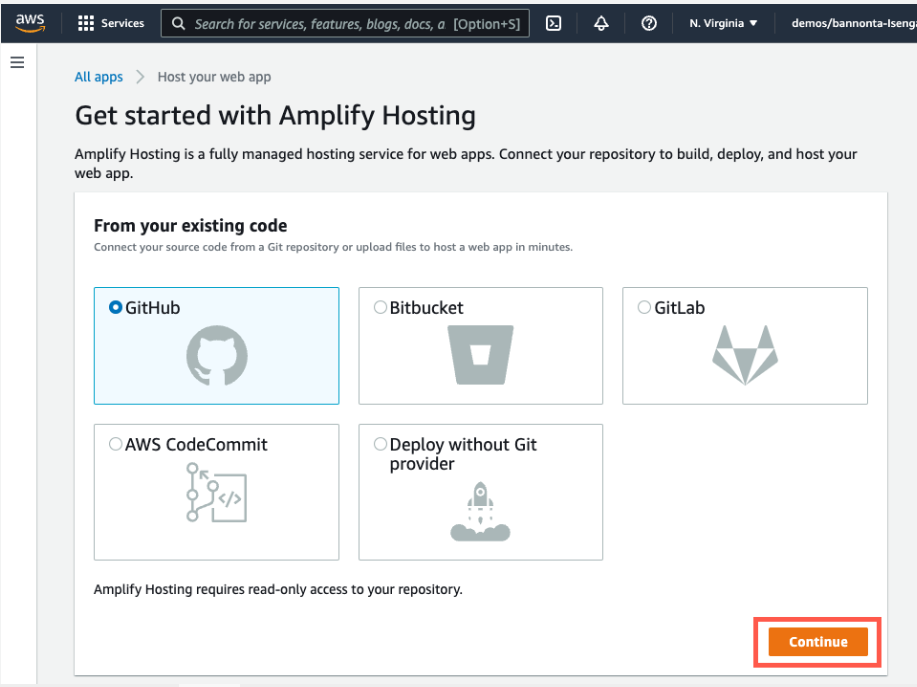 aws
Services
Search for services, features, blogs, docs, a [Option+S]
N. Virginia
demos/bannonta-Isenga
All apps
Host your web app
Get started with Amplify Hosting
Amplify Hosting is a fully managed hosting service for web apps. Connect your repository to build, deploy, and host your
web app.
From your existing code
Connect your source code from a Git repository or upload files to host a web app in minutes.
GitHub
Bitbucket
GitLab
AWS CodeCommit
Deploy without Git
provider
Amplify Hosting requires read-only access to your repository.
Continue